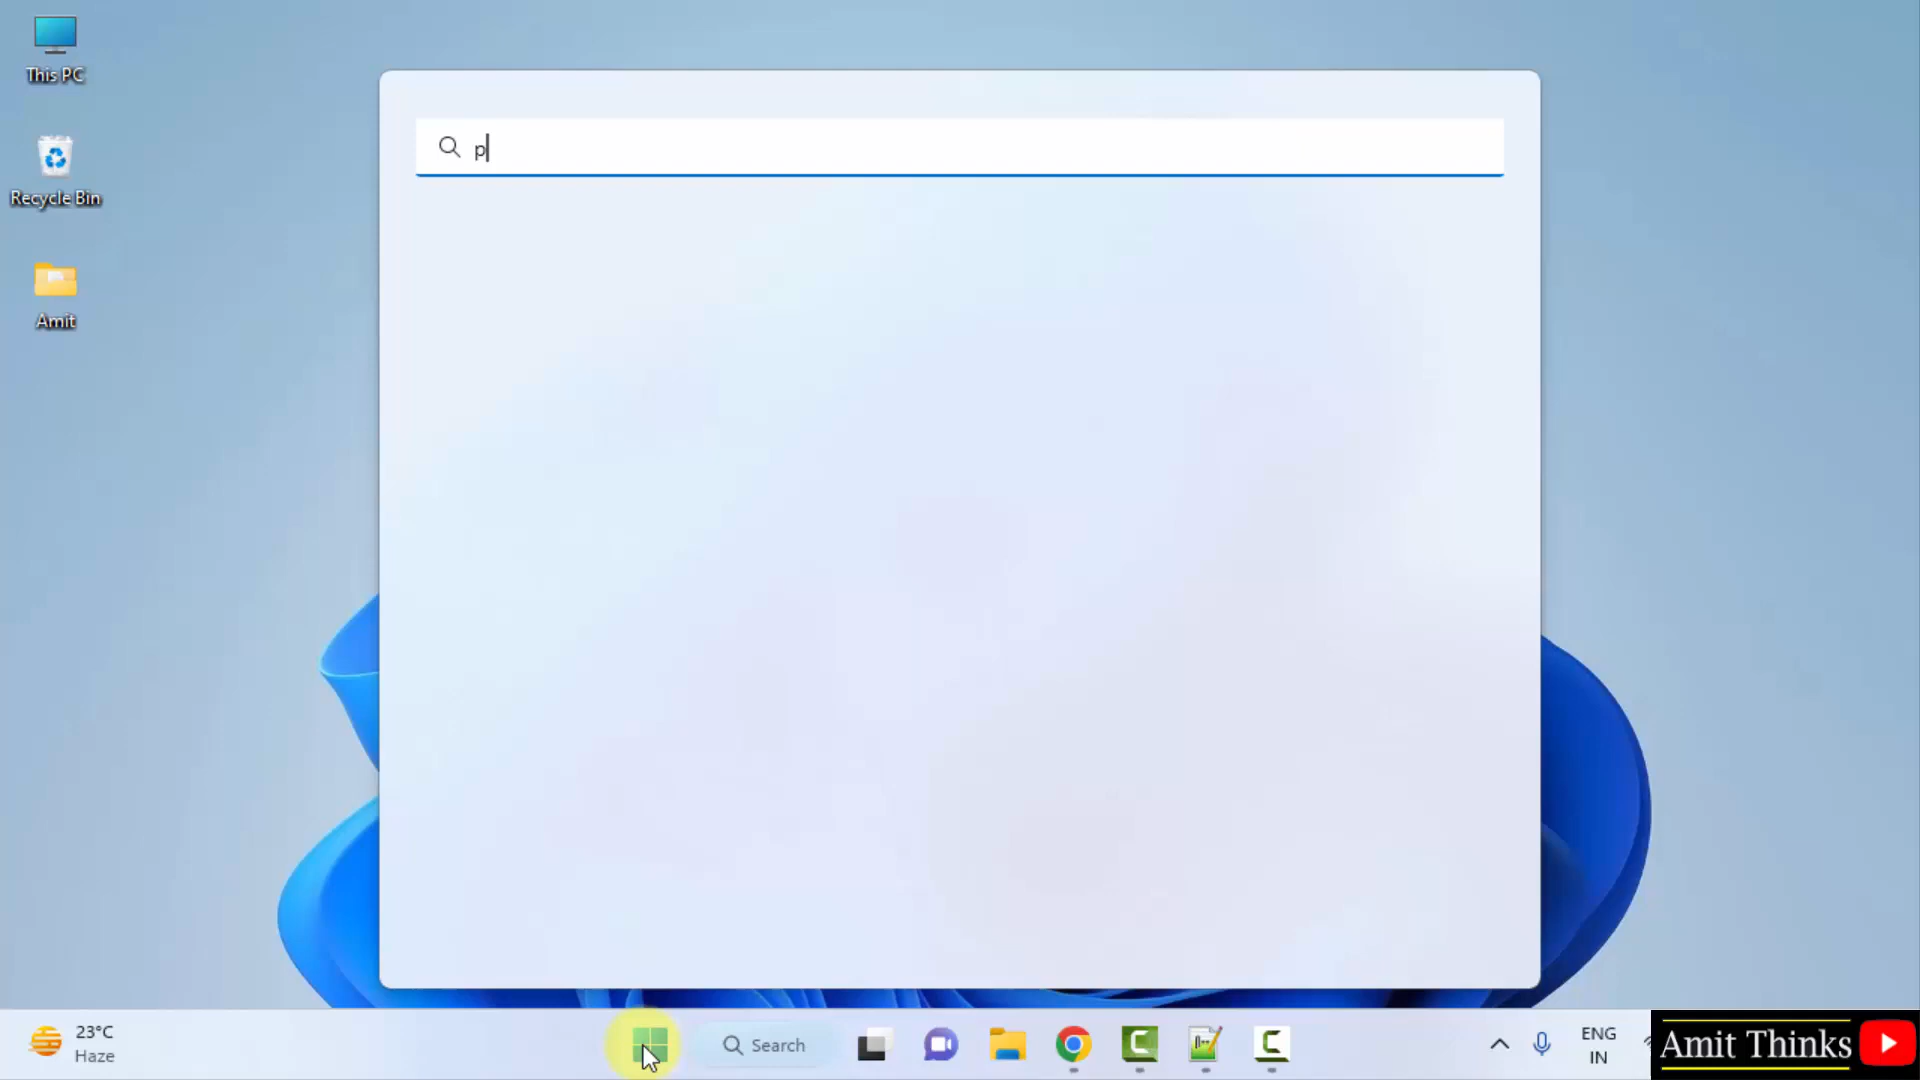 This PC
Recycle Bin
Amit
p
23°C
Haze
Search
ENG
IN
Amit Thinks